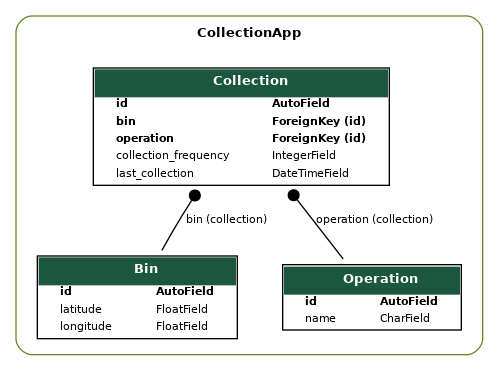 CollectionApp
Collection
id AutoField
bin ForeignKey (id)
operation ForeignKey (id)
collection_frequency IntegerField
last_collection DateTimeField
bin (collection) operation (collection)
Bin
id AutoField
latitude FloatField
longitude FloatField
Operation
id AutoField
name CharField